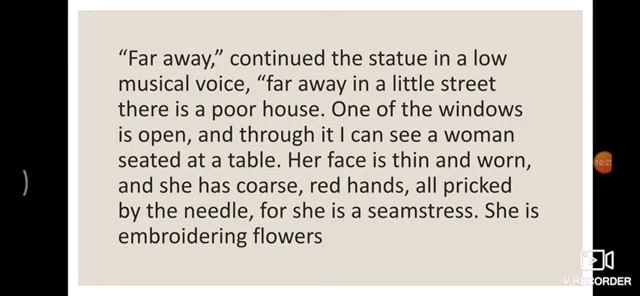 “Far away,” continued the statue in a low
musical voice, “far away in a little street
there is a poor house. One of the windows
is open, and through it I can see a woman
seated at a table. Her face is thin and worn,
and she has coarse, red hands, all pricked
by the needle, for she is a seamstress. She is
embroidering flowers
V RECORDER